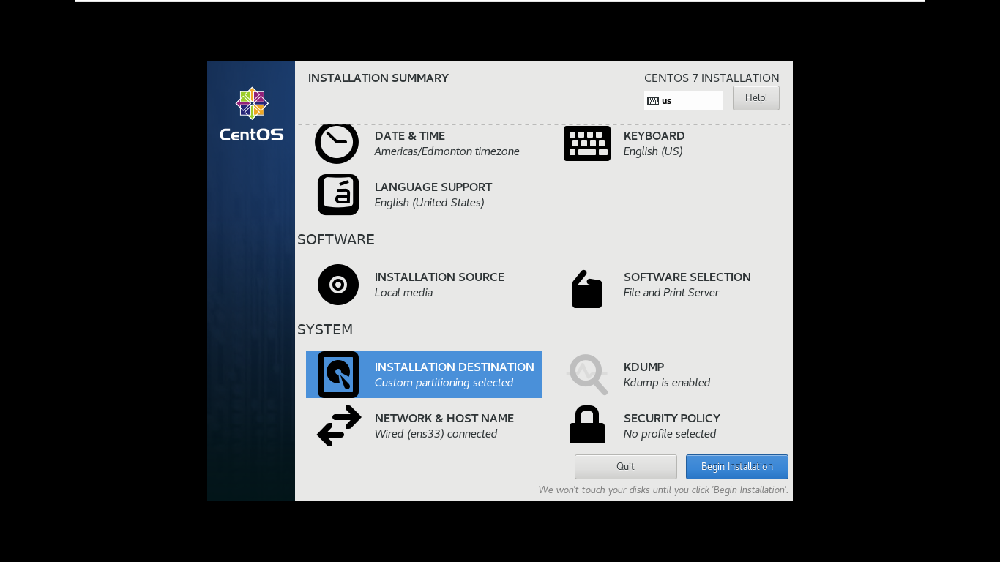 INSTALLATION SUMMARY
CENTOS 7 INSTALLATION
us
Help!
CentOS
DATE & TIME
Americas/Edmonton timezone
KEYBOARD
English (US)
á
LANGUAGE SUPPORT
English (United States)
SOFTWARE
INSTALLATION SOURCE
Local media
SOFTWARE SELECTION
File and Print Server
SYSTEM
INSTALLATION DESTINATION
Custom partitioning selected
KDUMP
Kdump is enabled
NETWORK & HOST NAME
Wired (ens33) connected
SECURITY POLICY
No profile selected
Quit
Begin Installation
We won't touch your disks until you click 'Begin Installation'.